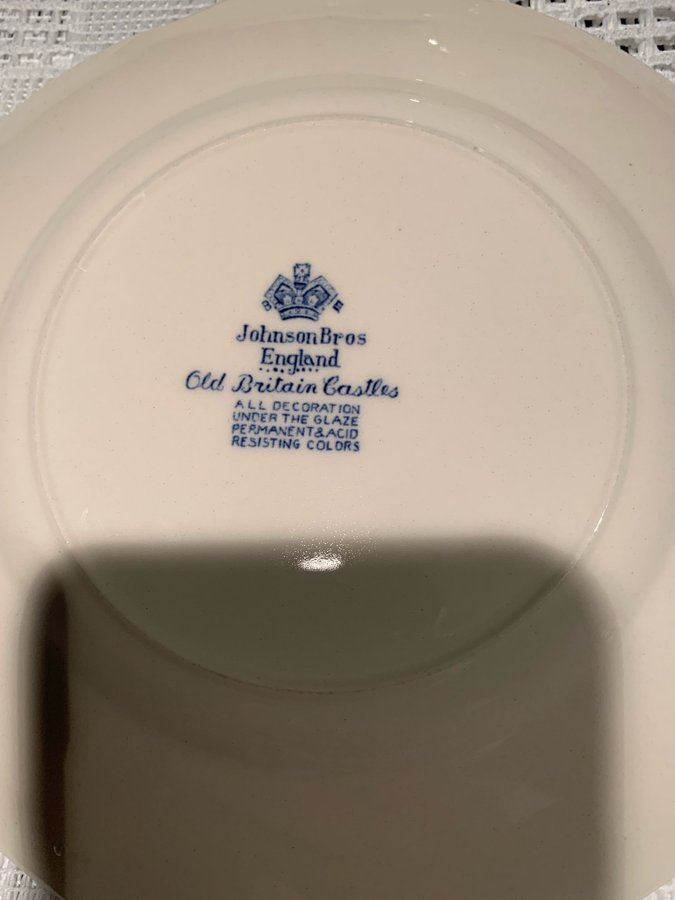 Johnson Bros
England
Old Britain Castles
ALL DECORATION
UNDER THE GLAZE
PERMANENT & ACID
RESISTING COLORS